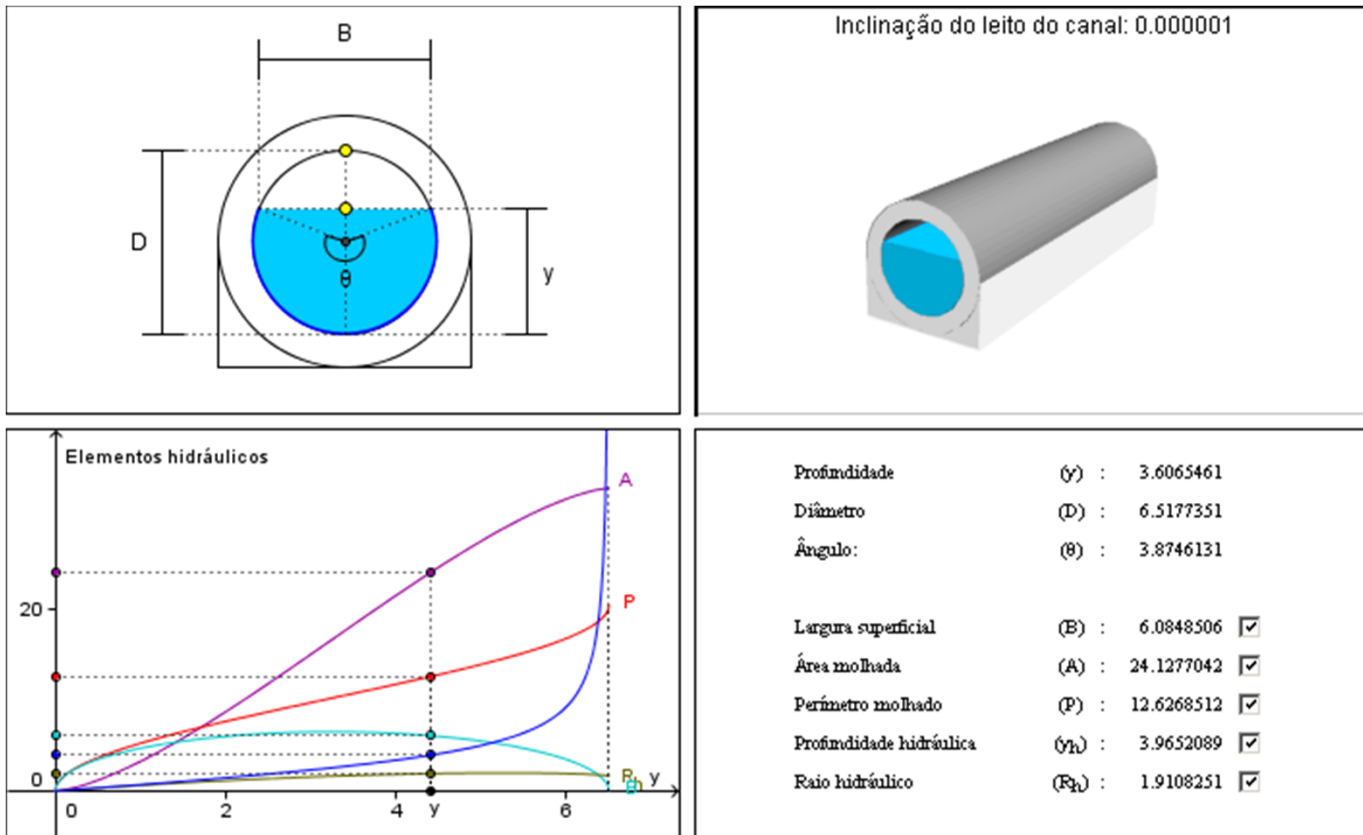 B
D
θ
y
Inclinação do leito do canal: 0.000001
Elementos hidráulicos
A
P
20
0
R
h
B
y
0
2
4
y
6
Profundidade (y) : 3.6065461
Diâmetro (D) : 6.5177351
Ângulo: (θ) : 3.8746131
Largura superficial (B) : 6.0848506
Área molhada (A) : 24.1277042
Perímetro molhado (P) : 12.6268512
Profundidade hidráulica (yh) : 3.9652089
Raio hidráulico (Rh) : 1.9108251